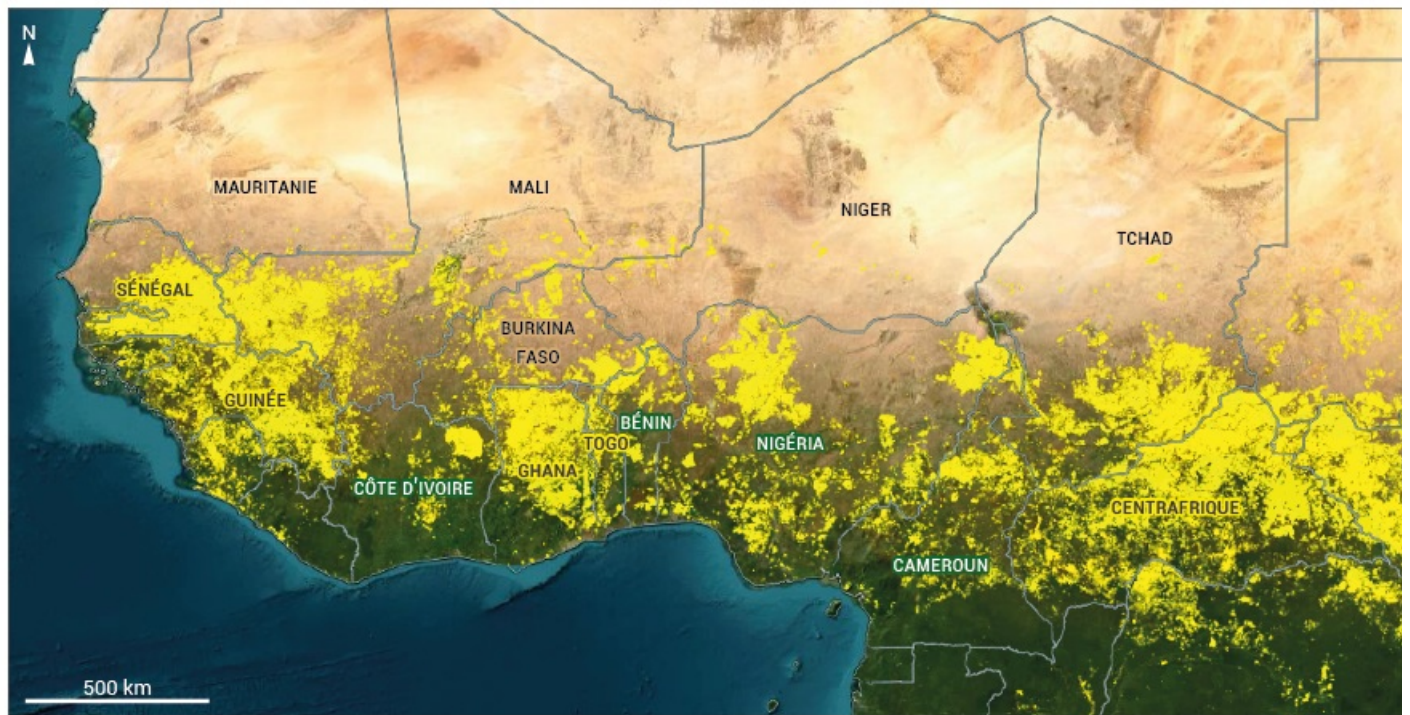 N
MAURITANIE
MALI
NIGER
TCHAD
SÉNÉGAL
BURKINA
FASO
GUINÉE
BÉNIN
TOGO
NIGÉRIA
GHANA
CÔTE D'IVOIRE
CENTRAFRIQUE
CAMEROUN
500 km